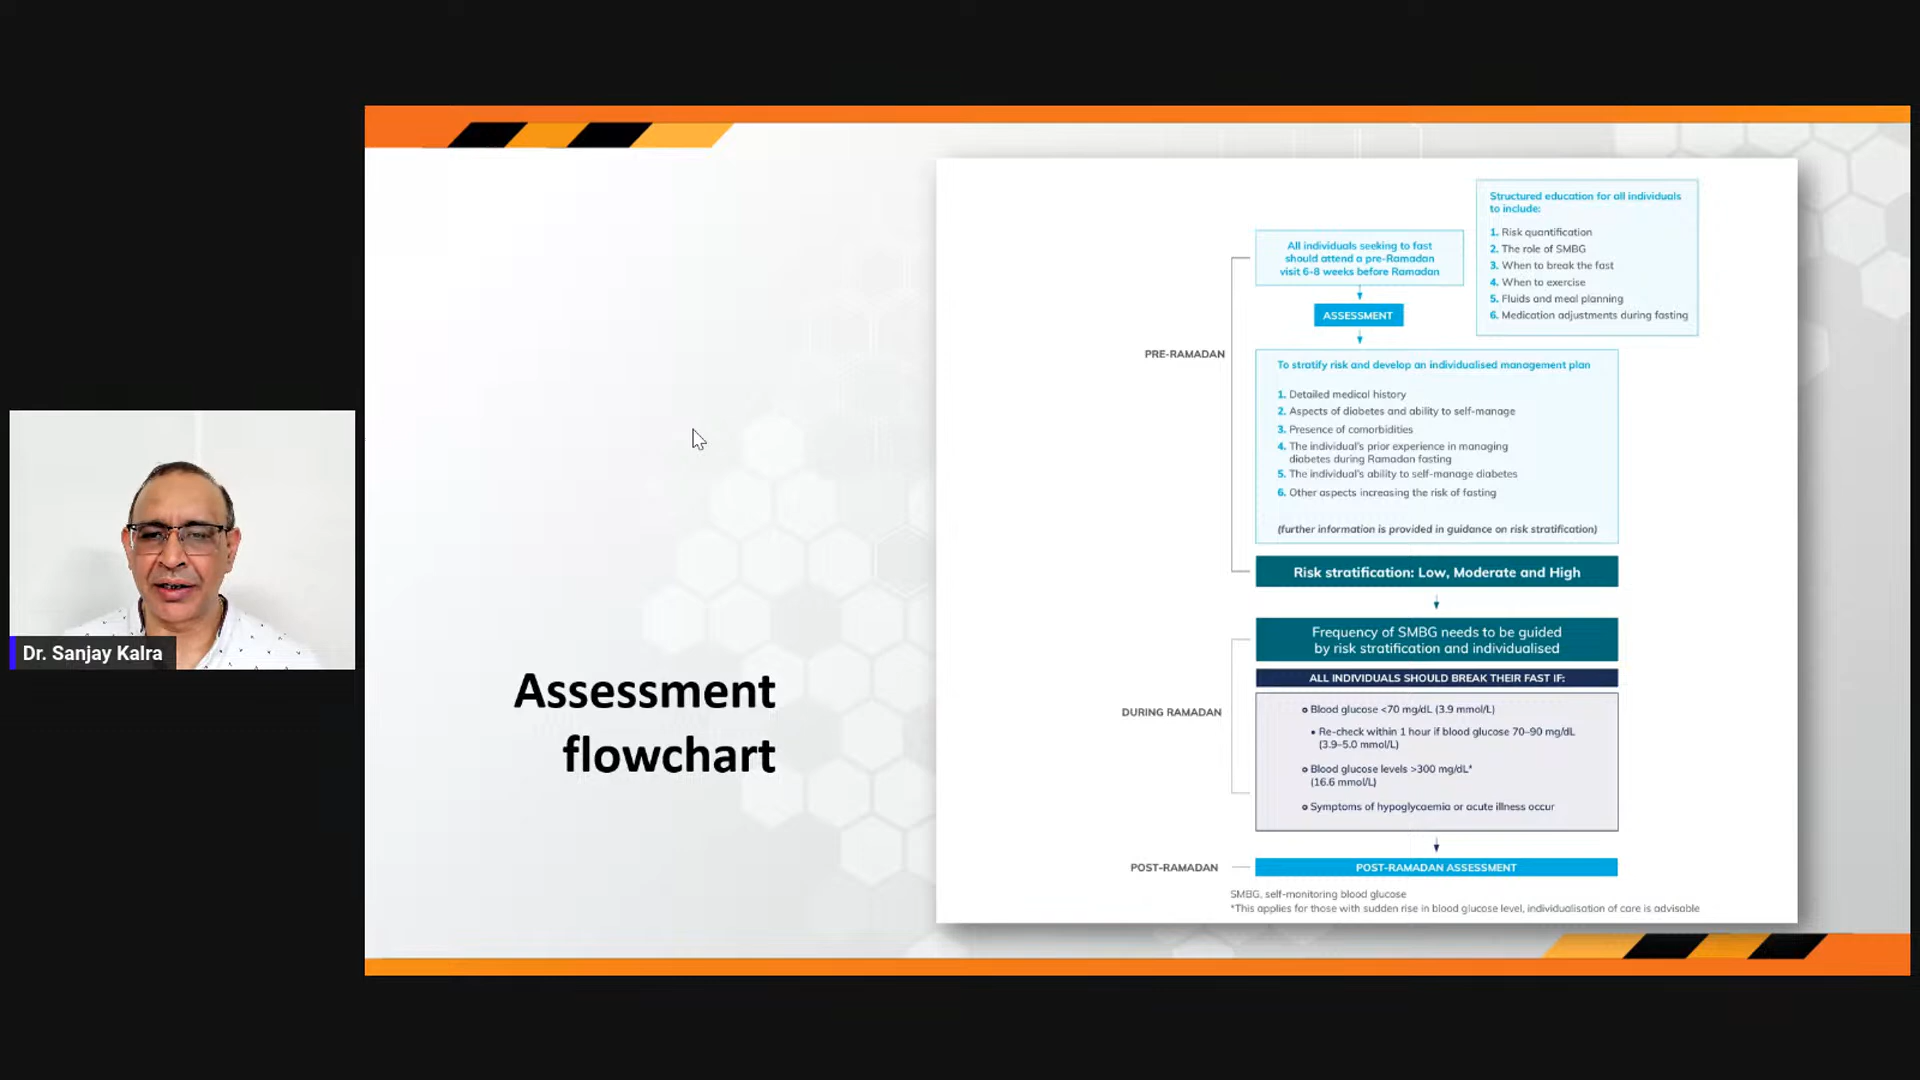 Dr. Sanjay Kalra
Assessment
flowchart
Structured education for all individuals
to include:
1. Risk quantification
2. The role of SMBG
3. When to break the fast
4. When to exercise
5. Fluids and meal planning
6. Medication adjustments during fasting
All individuals seeking to fast
should attend a pre-Ramadan
visit 6-8 weeks before Ramadan
ASSESSMENT
PRE-RAMADAN
To stratify risk and develop an individualised management plan
1. Detailed medical history
2. Aspects of diabetes and ability to self-manage
3. Presence of comorbidities
4. The individual's prior experience in managing
diabetes during Ramadan fasting
5. The individual's ability to self-manage diabetes
6. Other aspects increasing the risk of fasting
(further information is provided in guidance on risk stratification)
Risk stratification: Low, Moderate and High
Frequency of SMBG needs to be guided
by risk stratification and individualised
ALL INDIVIDUALS SHOULD BREAK THEIR FAST IF:
DURING RAMADAN
Blood glucose <70 mg/dL (3.9 mmol/L)
• Re-check within 1 hour if blood glucose 70–90 mg/dL
(3.9–5.0 mmol/L)
Blood glucose levels >300 mg/dL*
(16.6 mmol/L)
Symptoms of hypoglycaemia or acute illness occur
POST-RAMADAN
POST-RAMADAN ASSESSMENT
SMBG, self-monitoring blood glucose
*This applies for those with sudden rise in blood glucose level, individualisation of care is advisable